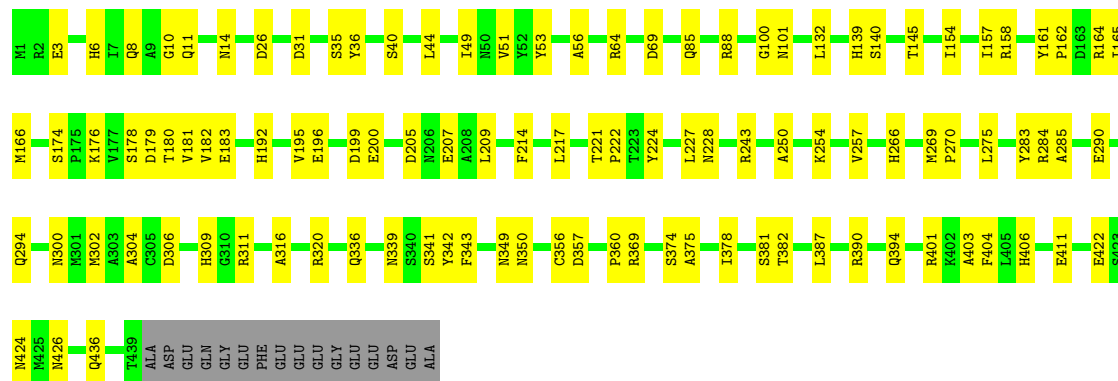 M1 R2 E3 H6 I7 Q8 A9 G10 Q11 N14 D26 D31 S35 Y36 S40 L44 I49 N50 V51 Y52 Y53 A56 R64 D69 Q85 R88 G100 N101 L132 H139 S140 T145 I154 I157 R158 Y161 P162 D163 R164 I165
M166 S174 P175 K176 V177 S178 D179 T180 V181 V182 E183 H192 V195 E196 D199 E200 D205 N206 E207 A208 L209 F214 L217 T221 P222 T223 Y224 L227 N228 R243 A250 K254 V257 H266 M269 P270 L275 Y283 R284 A285 E290
Q294 N300 M301 M302 A303 A304 C305 D306 H309 G310 R311 A316 R320 Q336 N339 S340 S341 Y342 F343 N349 N350 C356 D357 P360 R369 S374 A375 I378 S381 T382 L387 R390 Q394 R401 K402 A403 F404 L405 H406 E411 E422 S423
N424 M425 N426 Q436 T439 ALA ASP GLU GLN GLY GLU PHE GLU GLU GLU GLY GLU GLU ASP GLU ALA